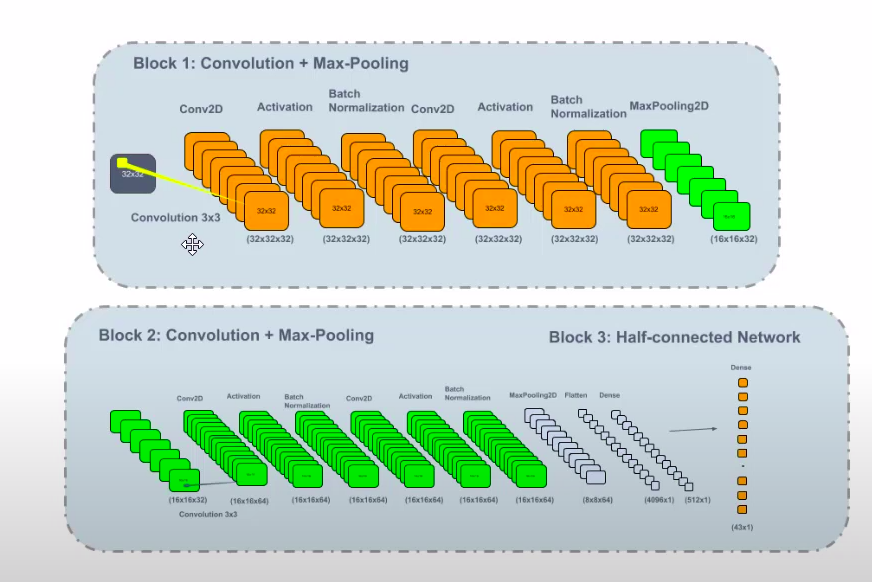 Block 1: Convolution + Max-Pooling
Conv2D
Activation
Batch
Normalization
Conv2D
Activation
Batch
Normalization
MaxPooling2D
32x32
Convolution 3x3
32x32
32x32
32x32
32x32
32x32
32x32
(32x32x32)
(32x32x32)
(32x32x32)
(32x32x32)
(32x32x32)
(32x32x32)
(16x16x32)
Block 2: Convolution + Max-Pooling
Block 3: Half-connected Network
Dense
Conv2D
Activation
Batch
Normalization
Conv2D
Activation
Batch
Normalization
MaxPooling2D
Flatten
Dense
(16x16x32)
(16x16x64)
(16x16x64)
(16x16x64)
(16x16x64)
(16x16x64)
(16x16x64)
(8x8x64)
(4096x1)
(512x1)
Convolution 3x3
(43x1)